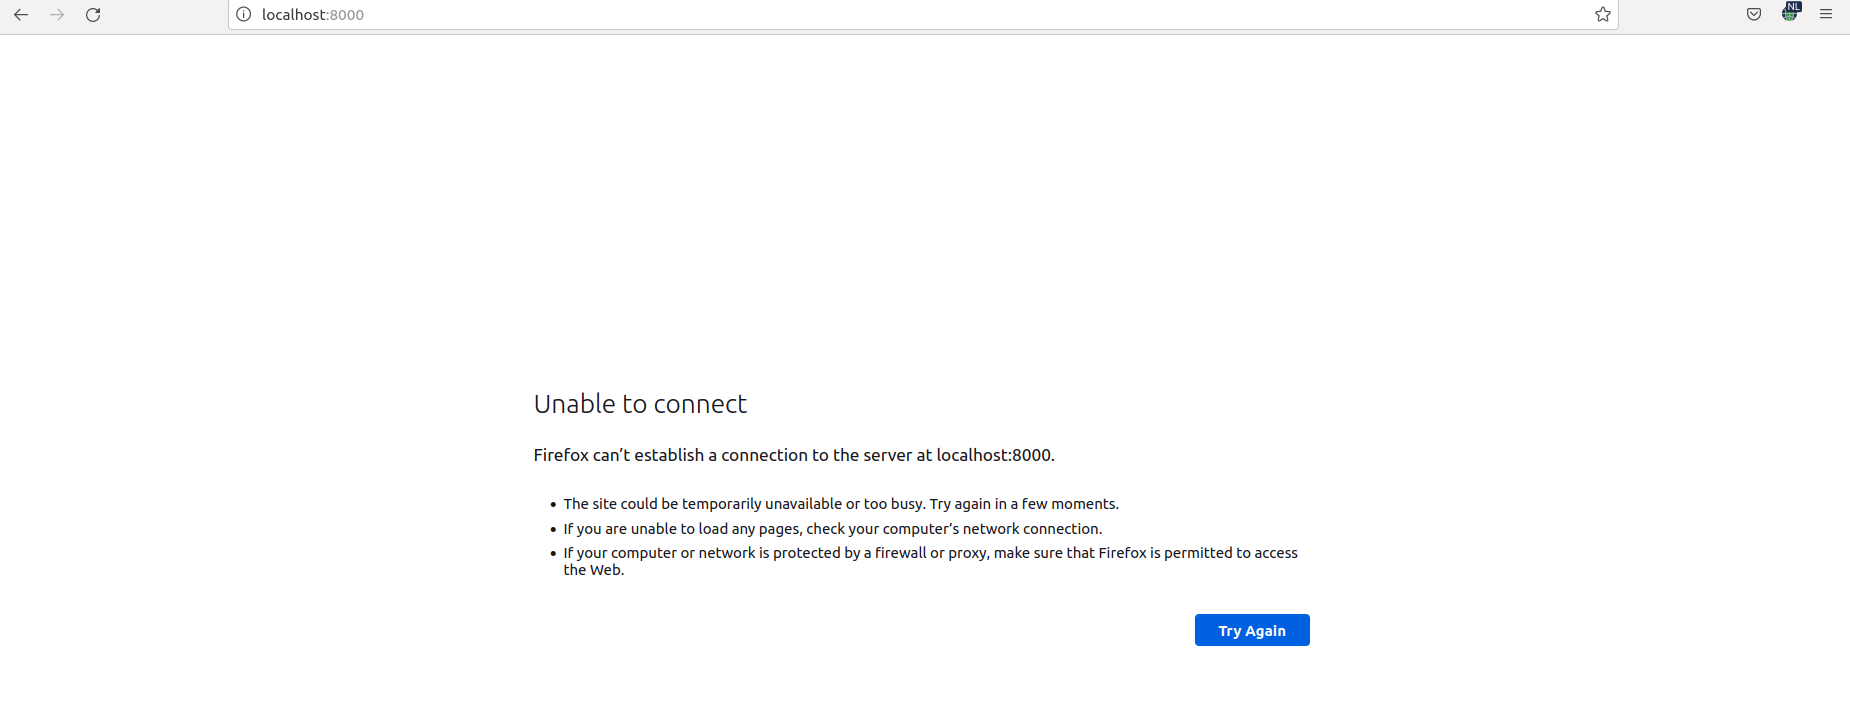 localhost:8000
NL
Unable to connect
Firefox can’t establish a connection to the server at localhost:8000.
• The site could be temporarily unavailable or too busy. Try again in a few moments.
• If you are unable to load any pages, check your computer’s network connection.
• If your computer or network is protected by a firewall or proxy, make sure that Firefox is permitted to access
the Web.
Try Again